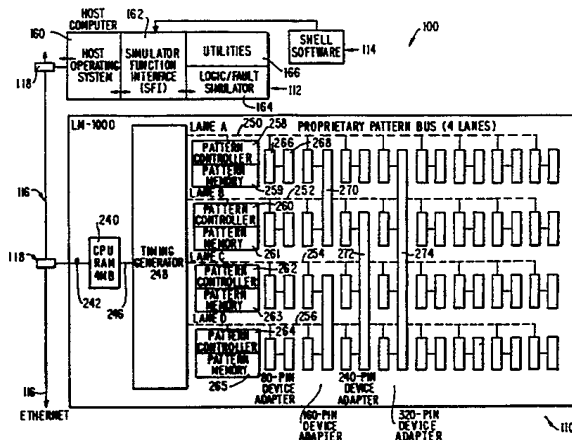 HOST
COMPUTER
160
162
100
HOST
OPERATING
SYSTEM
SIMULATOR
FUNCTION
INTERFACE
(SFI)
UTILITIES
LOGIC/FAULT
SIMULATOR
SHELL
SOFTWARE
114
166
112
118
164
LM-1000
LANE A
250
258
PROPRIETARY PATTERN BUS (4 LANES)
PATTERN
CONTROLLER
PATTERN
MEMORY
266
268
259
252
270
LANE B
PATTERN
CONTROLLER
PATTERN
MEMORY
260
261
254
272
274
LANE C
PATTERN
CONTROLLER
PATTERN
MEMORY
262
263
256
LANE D
PATTERN
CONTROLLER
PATTERN
MEMORY
264
265
116
118
240
CPU
RAM
4MB
242
246
TIMING
GENERATOR
248
80-PIN
DEVICE
ADAPTER
160-PIN
DEVICE
ADAPTER
240-PIN
DEVICE
ADAPTER
320-PIN
DEVICE
ADAPTER
116
ETHERNET
110